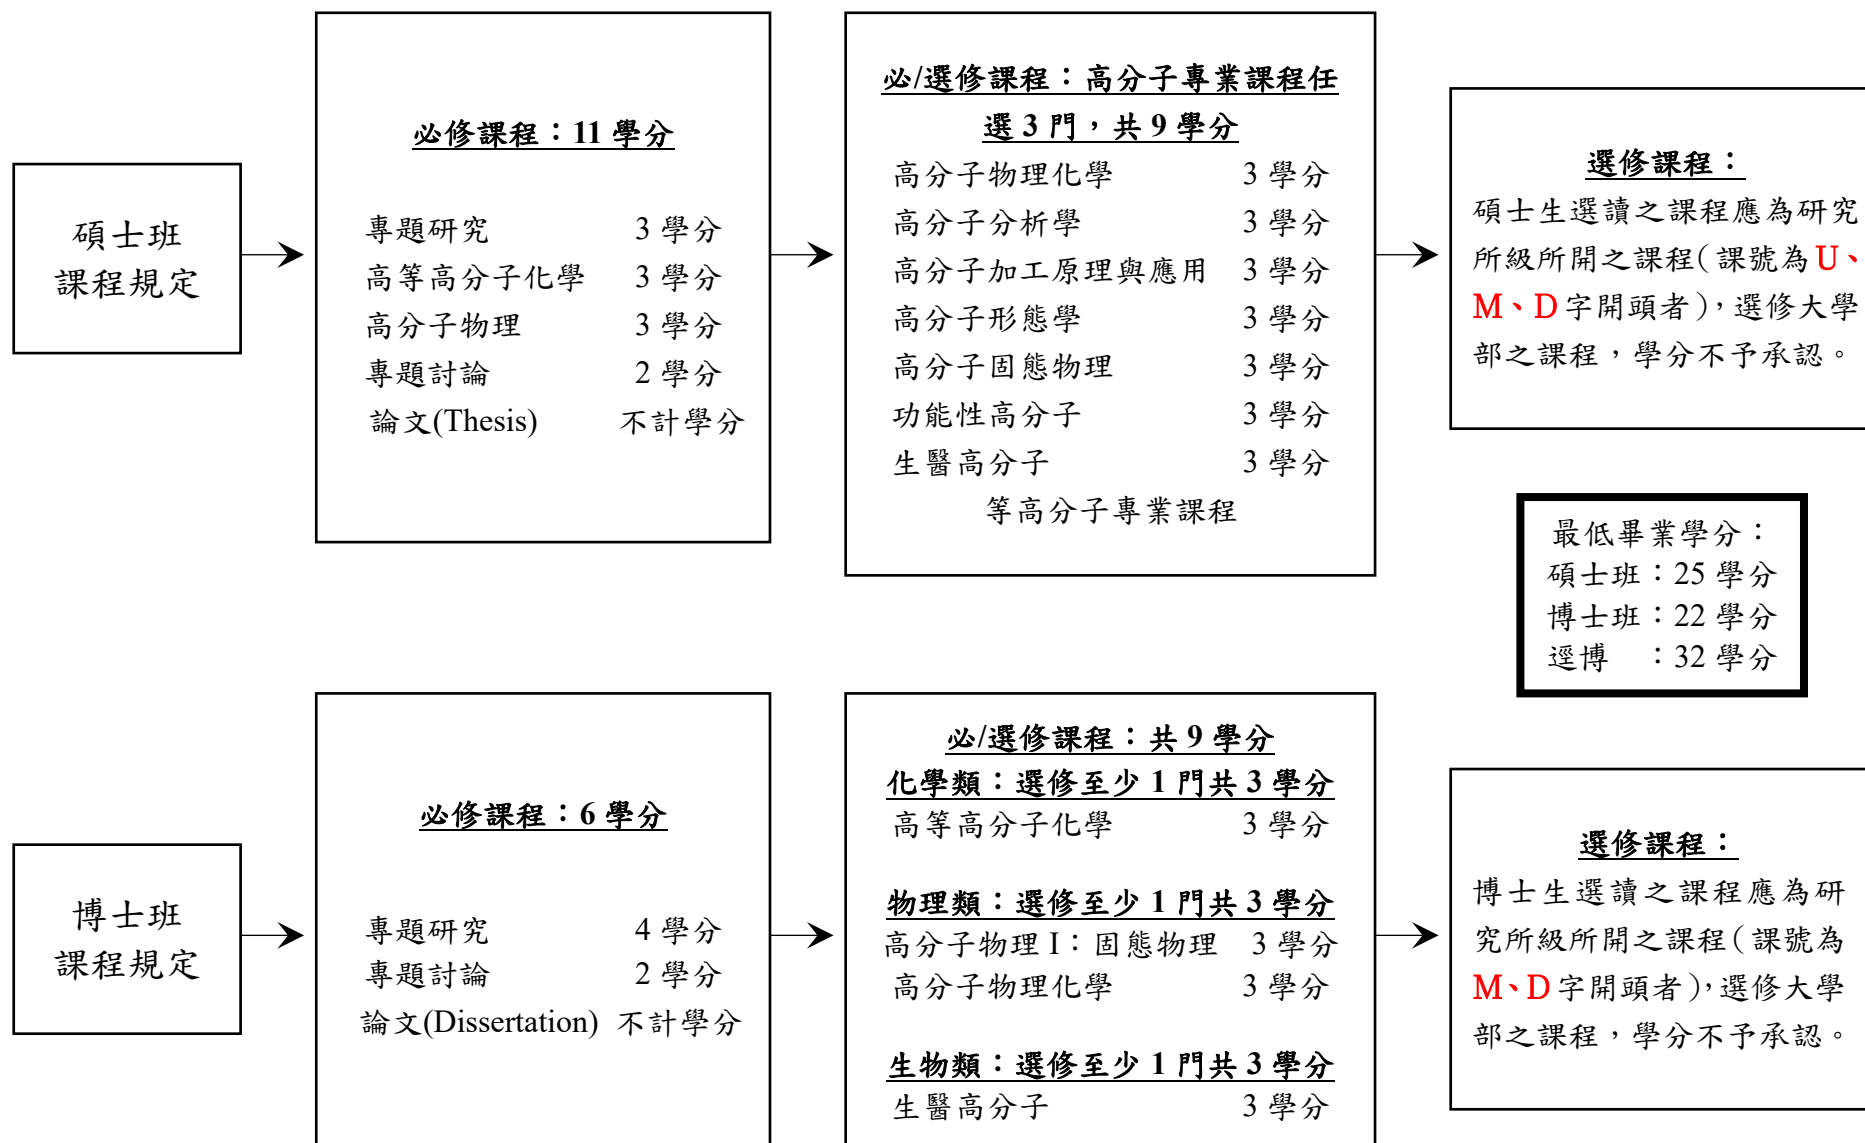 碩士班
課程規定
必修課程：11 學分
專題研究 3 學分
高等高分子化學 3 學分
高分子物理 3 學分
專題討論 2 學分
論文(Thesis) 不計學分
必/選修課程：高分子專業課程任
選 3 門，共 9 學分
高分子物理化學 3 學分
高分子分析學 3 學分
高分子加工原理與應用 3 學分
高分子形態學 3 學分
高分子固態物理 3 學分
功能性高分子 3 學分
生醫高分子 3 學分
等高分子專業課程
選修課程：
碩士生選讀之課程應為研究
所級所開之課程(課號為 U、
M、D 字開頭者)，選修大學
部之課程，學分不予承認。
最低畢業學分：
碩士班：25 學分
博士班：22 學分
逕博　：32 學分
博士班
課程規定
必修課程：6 學分
專題研究 4 學分
專題討論 2 學分
論文(Dissertation) 不計學分
必/選修課程：共 9 學分
化學類：選修至少 1 門共 3 學分
高等高分子化學 3 學分
物理類：選修至少 1 門共 3 學分
高分子物理 I：固態物理 3 學分
高分子物理化學 3 學分
生物類：選修至少 1 門共 3 學分
生醫高分子 3 學分
選修課程：
博士生選讀之課程應為研
究所級所開之課程(課號為
M、D 字開頭者)，選修大學
部之課程，學分不予承認。